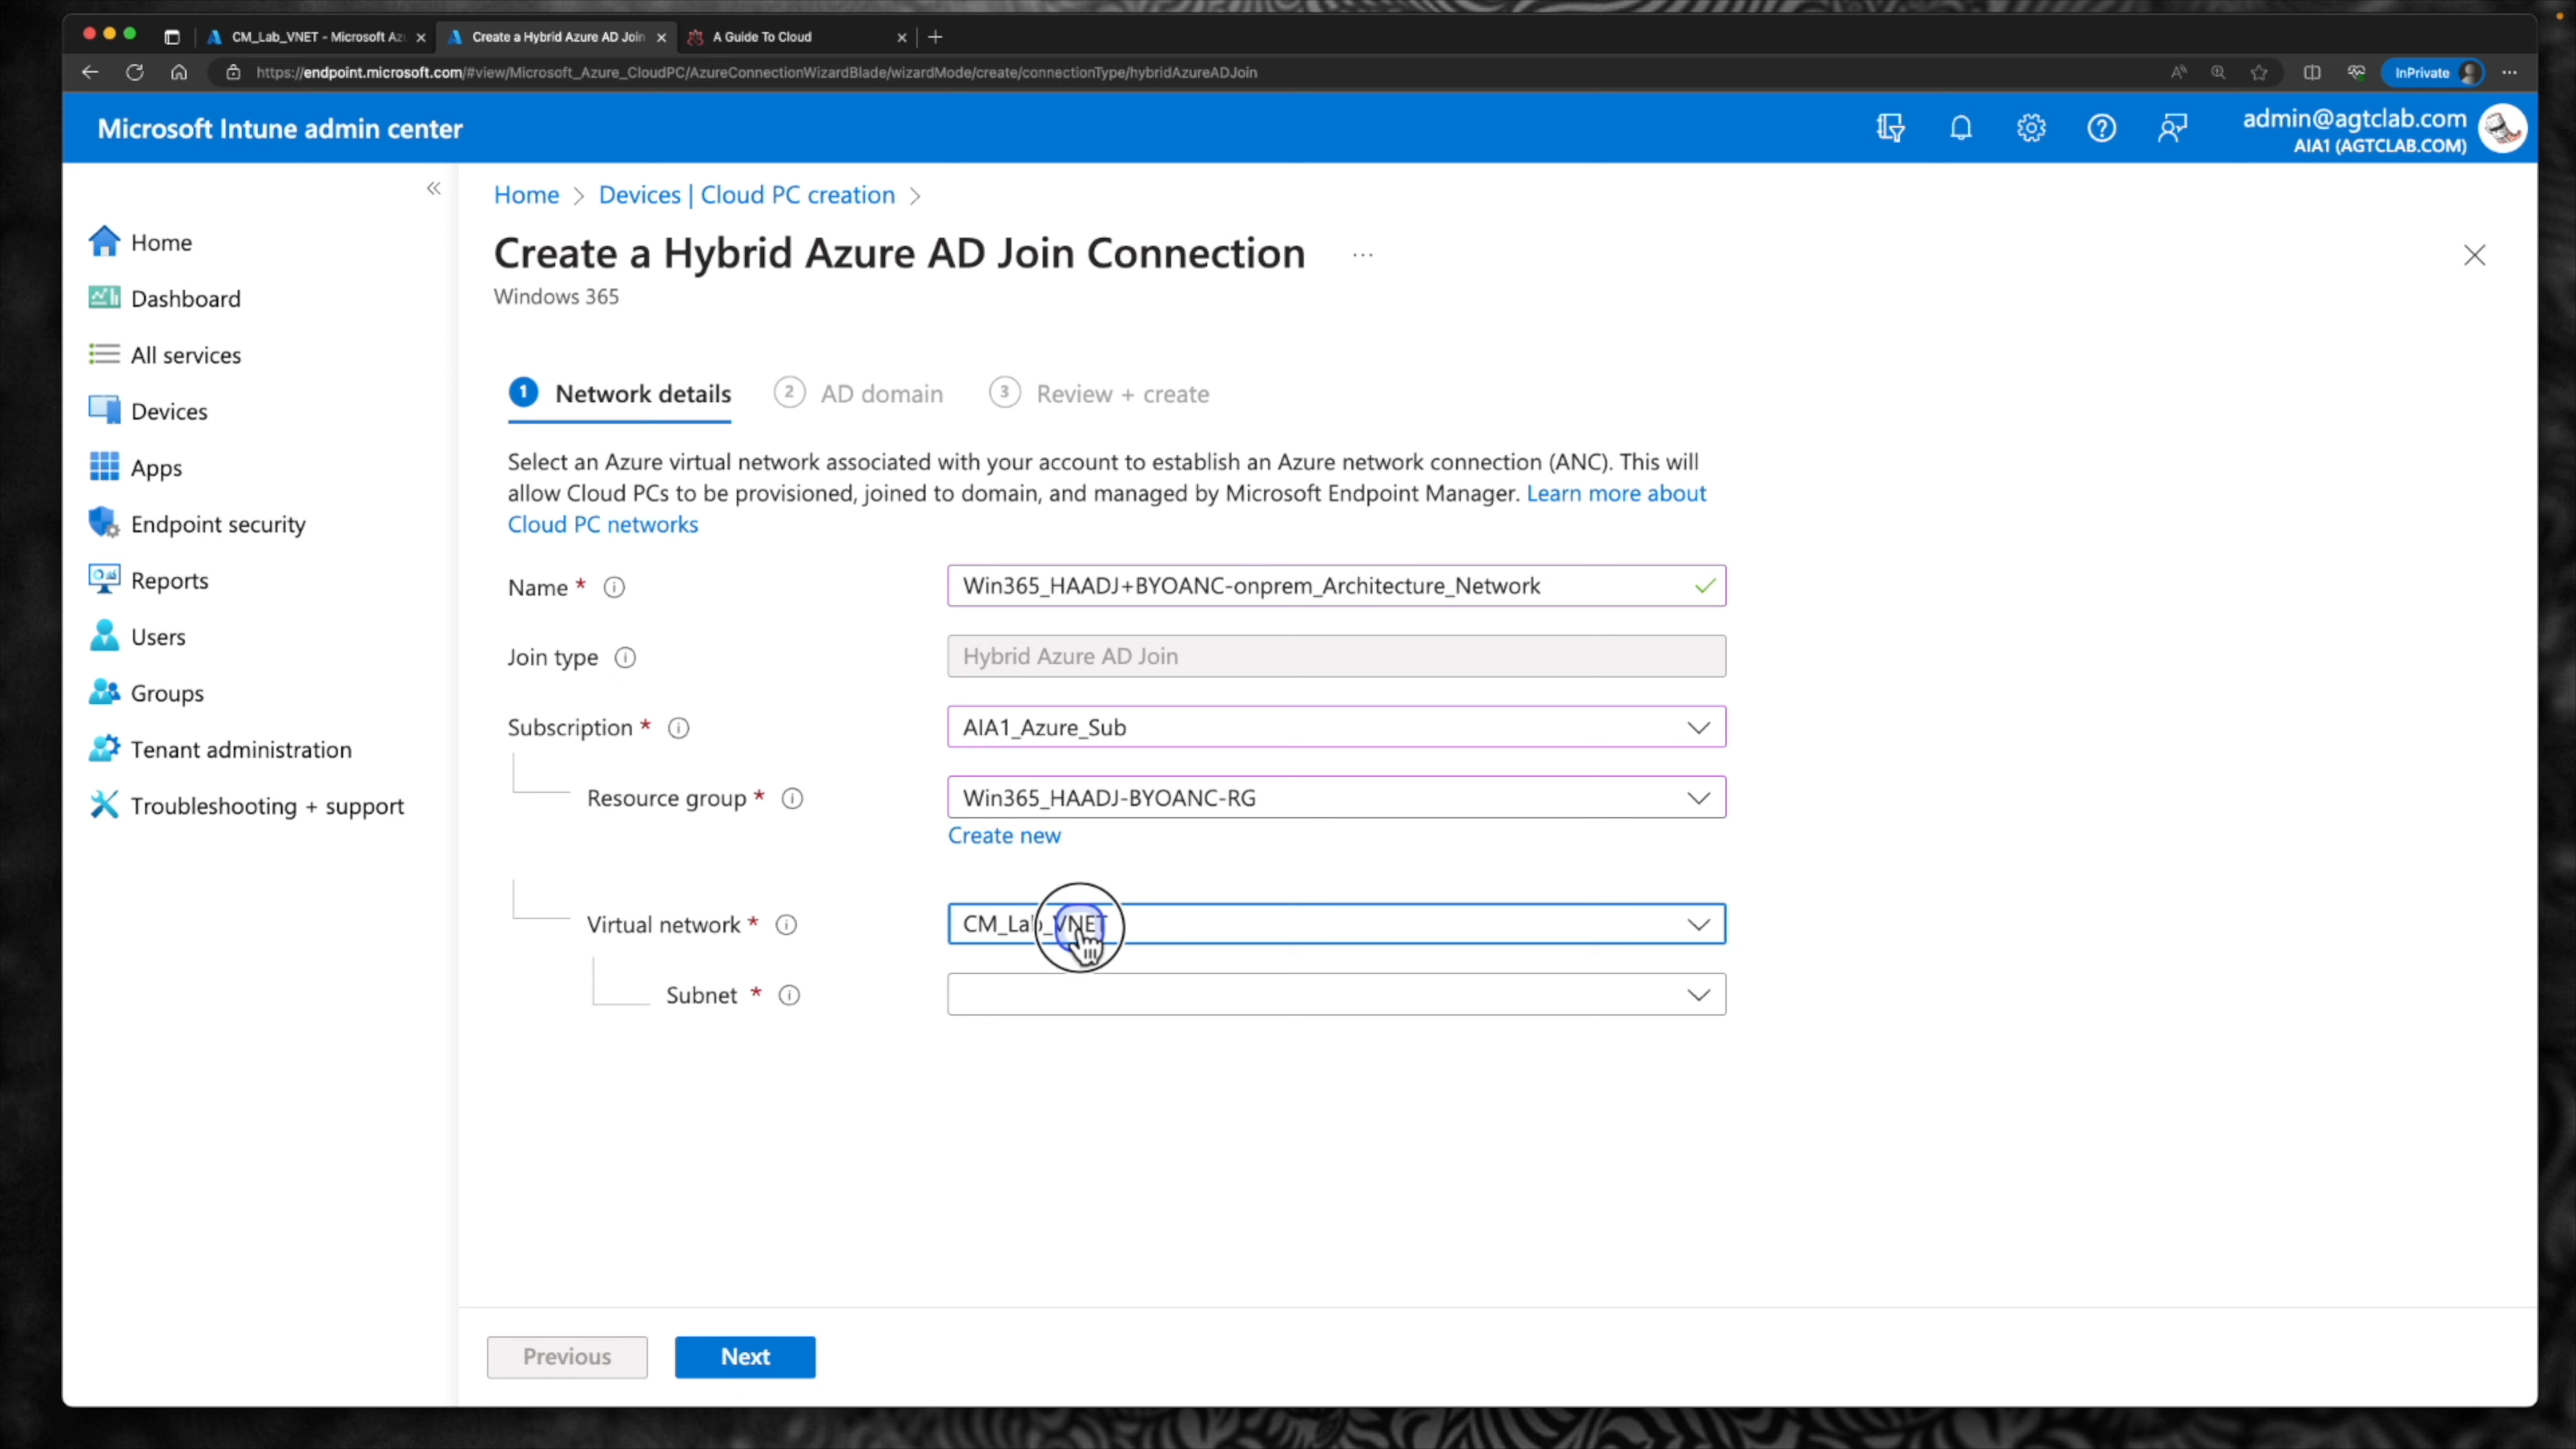 CM_Lab_VNET - Microsoft Az
Create a Hybrid Azure AD Join
A Guide To Cloud
https://endpoint.microsoft.com/#view/Microsoft_Azure_CloudPC/AzureConnectionWizardBlade/wizardMode/create/connectionType/hybridAzureADJoin
InPrivate
Microsoft Intune admin center
admin@agtclab.com
AIA1 (AGTCLAB.COM)
Home
Dashboard
All services
Devices
Apps
Endpoint security
Reports
Users
Groups
Tenant administration
Troubleshooting + support
Home > Devices | Cloud PC creation >
Create a Hybrid Azure AD Join Connection ...
Windows 365
1 Network details
2 AD domain
3 Review + create
Select an Azure virtual network associated with your account to establish an Azure network connection (ANC). This will
allow Cloud PCs to be provisioned, joined to domain, and managed by Microsoft Endpoint Manager. Learn more about
Cloud PC networks
Name *
Win365_HAADJ+BYOANC-onprem_Architecture_Network
Join type
Hybrid Azure AD Join
Subscription *
AIA1_Azure_Sub
Resource group *
Win365_HAADJ-BYOANC-RG
Create new
Virtual network *
CM_Lab_VNET
Subnet *
Previous
Next